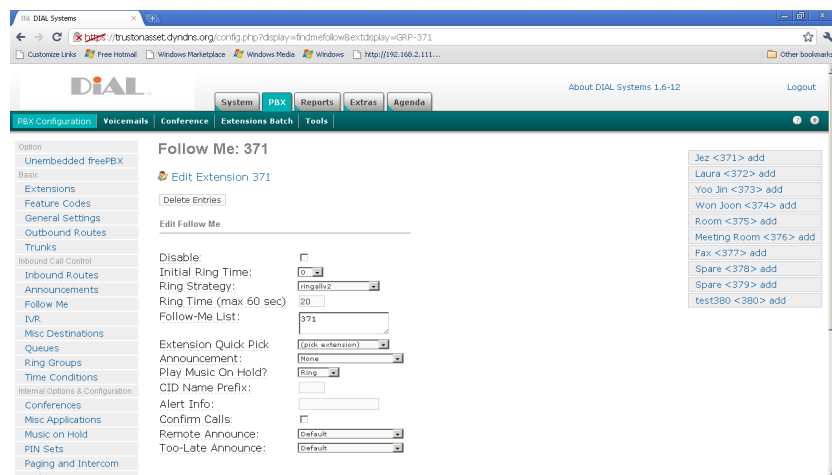 DIAL Systems
https://trustonasset.dyndns.org/config.php?display=findmefollow&extdisplay=GRP-371
Customize Links Free Hotmail Windows Marketplace Windows Media Windows http://192.168.2.111... Other bookmarks
DiAL
About DIAL Systems 1.6-12 Logout
System PBX Reports Extras Agenda
PBX Configuration Voicemails Conference Extensions Batch Tools
Option
Unembedded freePBX
Basic
Extensions
Feature Codes
General Settings
Outbound Routes
Trunks
Inbound Call Control
Inbound Routes
Announcements
Follow Me
IVR
Misc Destinations
Queues
Ring Groups
Time Conditions
Internal Options & Configuration
Conferences
Misc Applications
Music on Hold
PIN Sets
Paging and Intercom
Follow Me: 371
Edit Extension 371
Delete Entries
Edit Follow Me
Disable:
Initial Ring Time: 0
Ring Strategy: ringallv2
Ring Time (max 60 sec) 20
Follow-Me List: 371
Extension Quick Pick (pick extension)
Announcement: None
Play Music On Hold? Ring
CID Name Prefix:
Alert Info:
Confirm Calls:
Remote Announce: Default
Too-Late Announce: Default
Jez <371> add
Laura <372> add
Yoo Jin <373> add
Won Joon <374> add
Room <375> add
Meeting Room <376> add
Fax <377> add
Spare <378> add
Spare <379> add
test380 <380> add